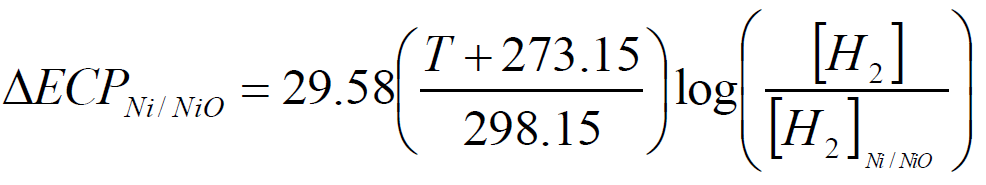 ΔECP_{Ni/NiO} = 29.58((T + 273.15)/298.15) log([H_2]/[H_2]_{Ni/NiO})